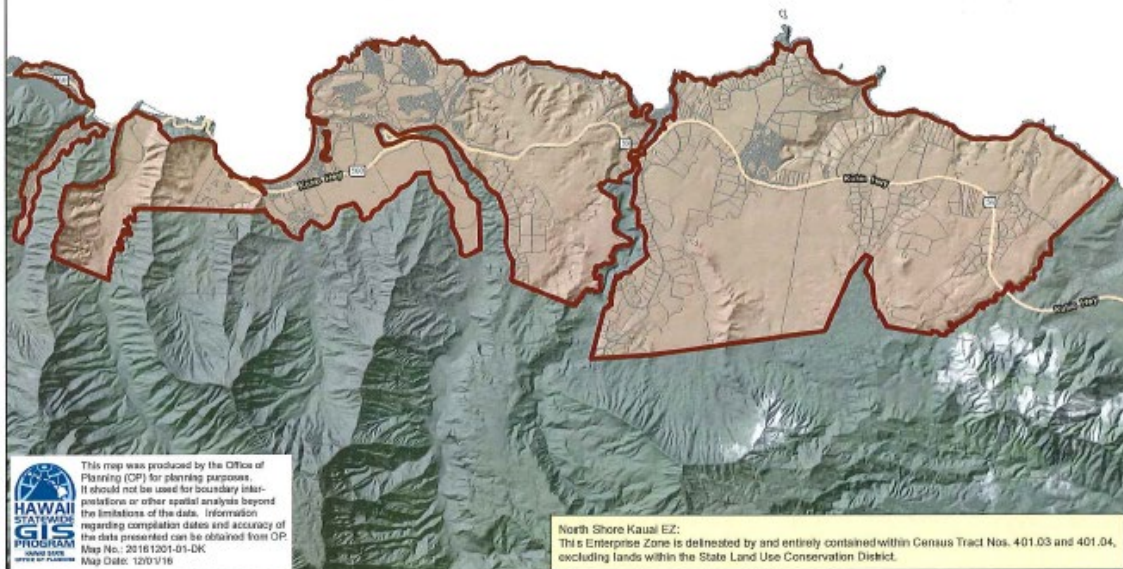 Kuhio Hwy
560
Kuhio Hwy
56
Kuhio Hwy
HAWAII
STATEWIDE
GIS
PROGRAM
HAWAII STATE
OFFICE OF PLANNING
This map was produced by the Office of
Planning (OP) for planning purposes.
It should not be used for boundary inter-
pretations or other spatial analysis beyond
the limitations of the data. Information
regarding compilation dates and accuracy of
the data presented can be obtained from OP.
Map No.: 20161201-01-DK
Map Date: 12/01/16
North Shore Kauai EZ:
This Enterprise Zone is delineated by and entirely contained within Census Tract Nos. 401.03 and 401.04,
excluding lands within the State Land Use Conservation District.